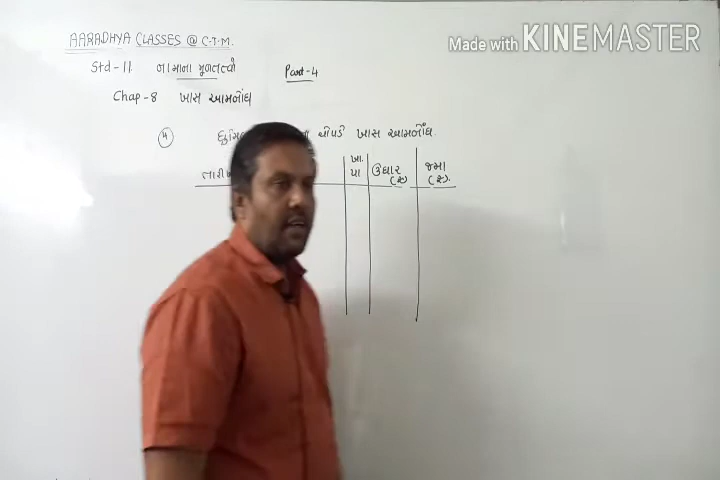 AARADHYA CLASSES @ C.T.M.
Made with KINEMASTER
Std-11 નામાના મૂળતત્વો Part-4
Chap-8 ખાસ આમનોંધ
૫ ચોપડે ખાસ આમનોંધ
ખા. પા ઉધાર (રૂ) જમા (રૂ).